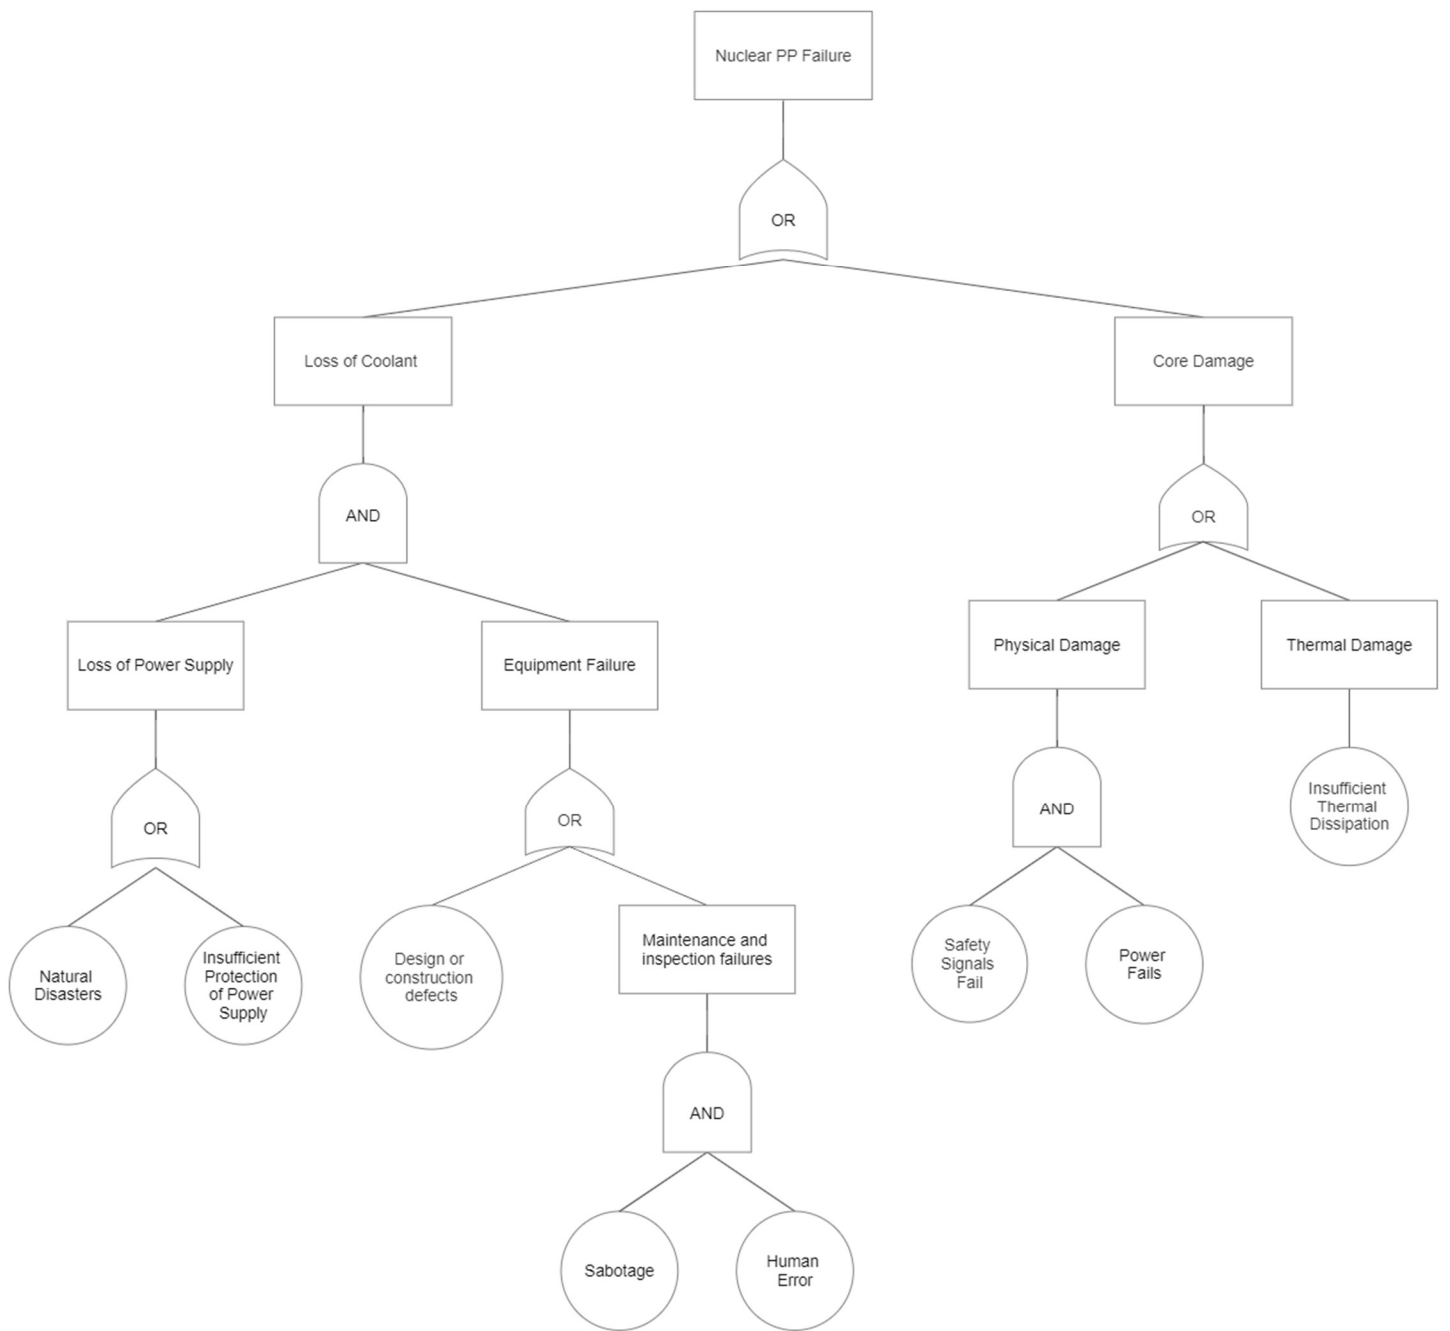 Nuclear PP Failure
OR
Loss of Coolant
Core Damage
AND
OR
Loss of Power Supply
Equipment Failure
Physical Damage
Thermal Damage
OR
OR
AND
Insufficient
Thermal
Dissipation
Natural
Disasters
Insufficient
Protection
of Power
Supply
Design or
construction
defects
Maintenance and
inspection failures
Safety
Signals
Fail
Power
Fails
AND
Sabotage
Human
Error